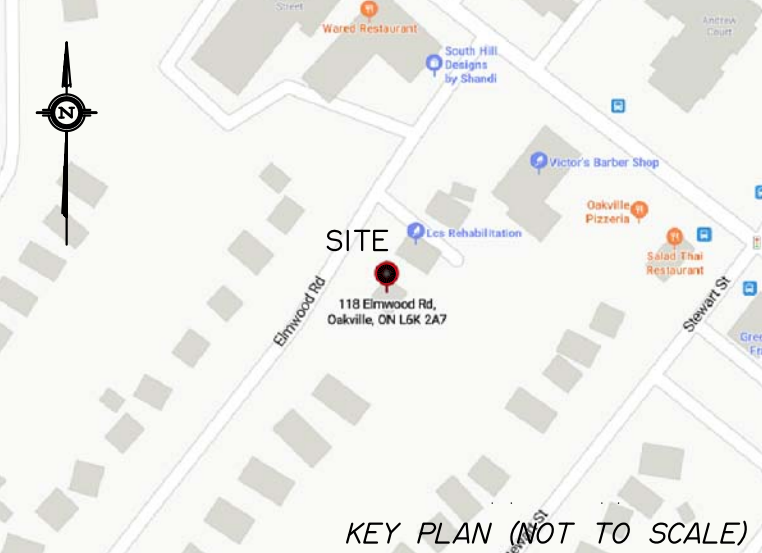 Street
Wared Restaurant
Andrew
Court
South Hill
Designs
by Shandi
N
Victor's Barber Shop
Oakville
Pizzeria
SITE
Lcs Rehabilitation
Salad Thai
Restaurant
118 Elmwood Rd,
Oakville, ON L6K 2A7
Elmwood Rd
Stewart St
Gree
KEY PLAN (NOT TO SCALE)